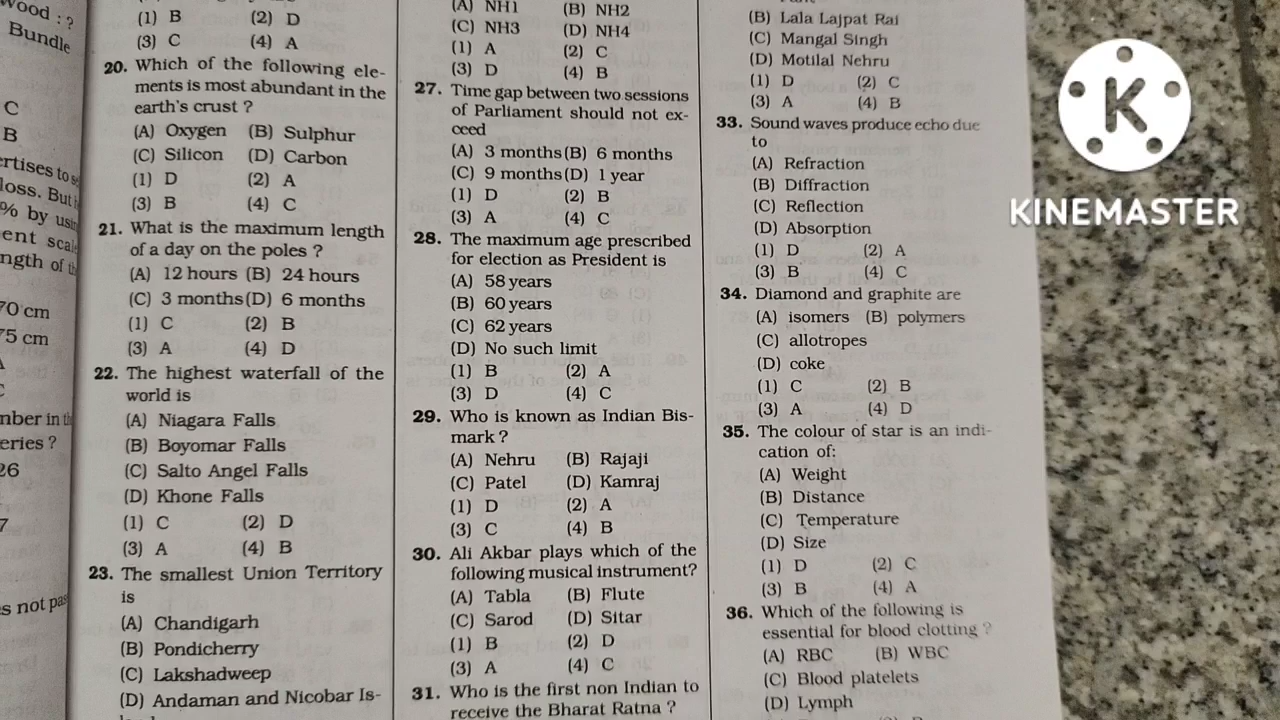 Wood : ?
Bundle
C
B
loss. But
% by
26
70 cm
75 cm
(1) B (2) D
(3) C (4) A
20. Which of the following ele-
ments is most abundant in the
earth's crust ?
(A) Oxygen (B) Sulphur
(C) Silicon (D) Carbon
(1) D (2) A
(3) B (4) C
21. What is the maximum length
of a day on the poles ?
(A) 12 hours (B) 24 hours
(C) 3 months (D) 6 months
(1) C (2) B
(3) A (4) D
22. The highest waterfall of the
world is
(A) Niagara Falls
(B) Boyomar Falls
(C) Salto Angel Falls
(D) Khone Falls
(1) C (2) D
(3) A (4) B
23. The smallest Union Territory
is
(A) Chandigarh
(B) Pondicherry
(C) Lakshadweep
(D) Andaman and Nicobar Is-
(A) NH1 (B) NH2
(C) NH3 (D) NH4
(1) A (2) C
(3) D (4) B
27. Time gap between two sessions
of Parliament should not ex-
ceed
(A) 3 months (B) 6 months
(C) 9 months (D) 1 year
(1) D (2) B
(3) A (4) C
28. The maximum age prescribed
for election as President is
(A) 58 years
(B) 60 years
(C) 62 years
(D) No such limit
(1) B (2) A
(3) D (4) C
29. Who is known as Indian Bis-
mark ?
(A) Nehru (B) Rajaji
(C) Patel (D) Kamraj
(1) D (2) A
(3) C (4) B
30. Ali Akbar plays which of the
following musical instrument?
(A) Tabla (B) Flute
(C) Sarod (D) Sitar
(1) B (2) D
(3) A (4) C
31. Who is the first non Indian to
receive the Bharat Ratna ?
(B) Lala Lajpat Rai
(C) Mangal Singh
(D) Motilal Nehru
(1) D (2) C
(3) A (4) B
33. Sound waves produce echo due
to
(A) Refraction
(B) Diffraction
(C) Reflection
(D) Absorption
(1) D (2) A
(3) B (4) C
34. Diamond and graphite are
(A) isomers (B) polymers
(C) allotropes
(D) coke
(1) C (2) B
(3) A (4) D
35. The colour of star is an indi-
cation of:
(A) Weight
(B) Distance
(C) Temperature
(D) Size
(1) D (2) C
(3) B (4) A
36. Which of the following is
essential for blood clotting ?
(A) RBC (B) WBC
(C) Blood platelets
(D) Lymph
K
KINEMASTER